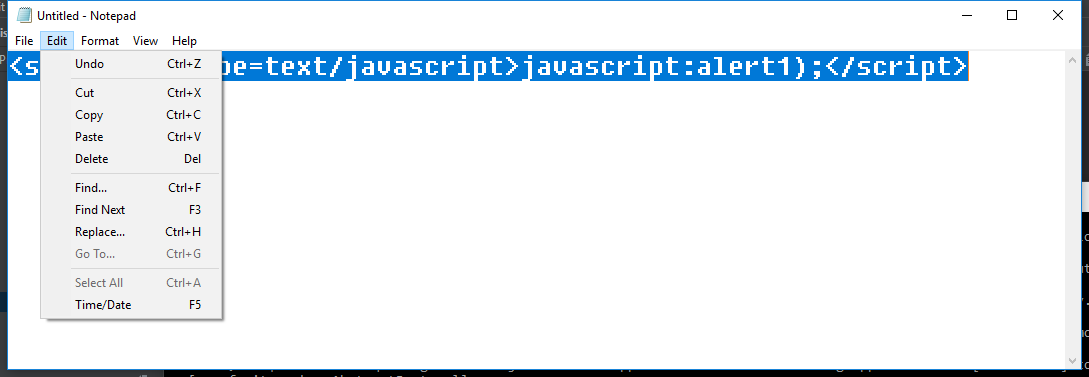 Untitled - Notepad
File Edit Format View Help
<s pe=text/javascript>javascript:alert1);</script>
Undo Ctrl+Z
Cut Ctrl+X
Copy Ctrl+C
Paste Ctrl+V
Delete Del
Find... Ctrl+F
Find Next F3
Replace... Ctrl+H
Go To... Ctrl+G
Select All Ctrl+A
Time/Date F5